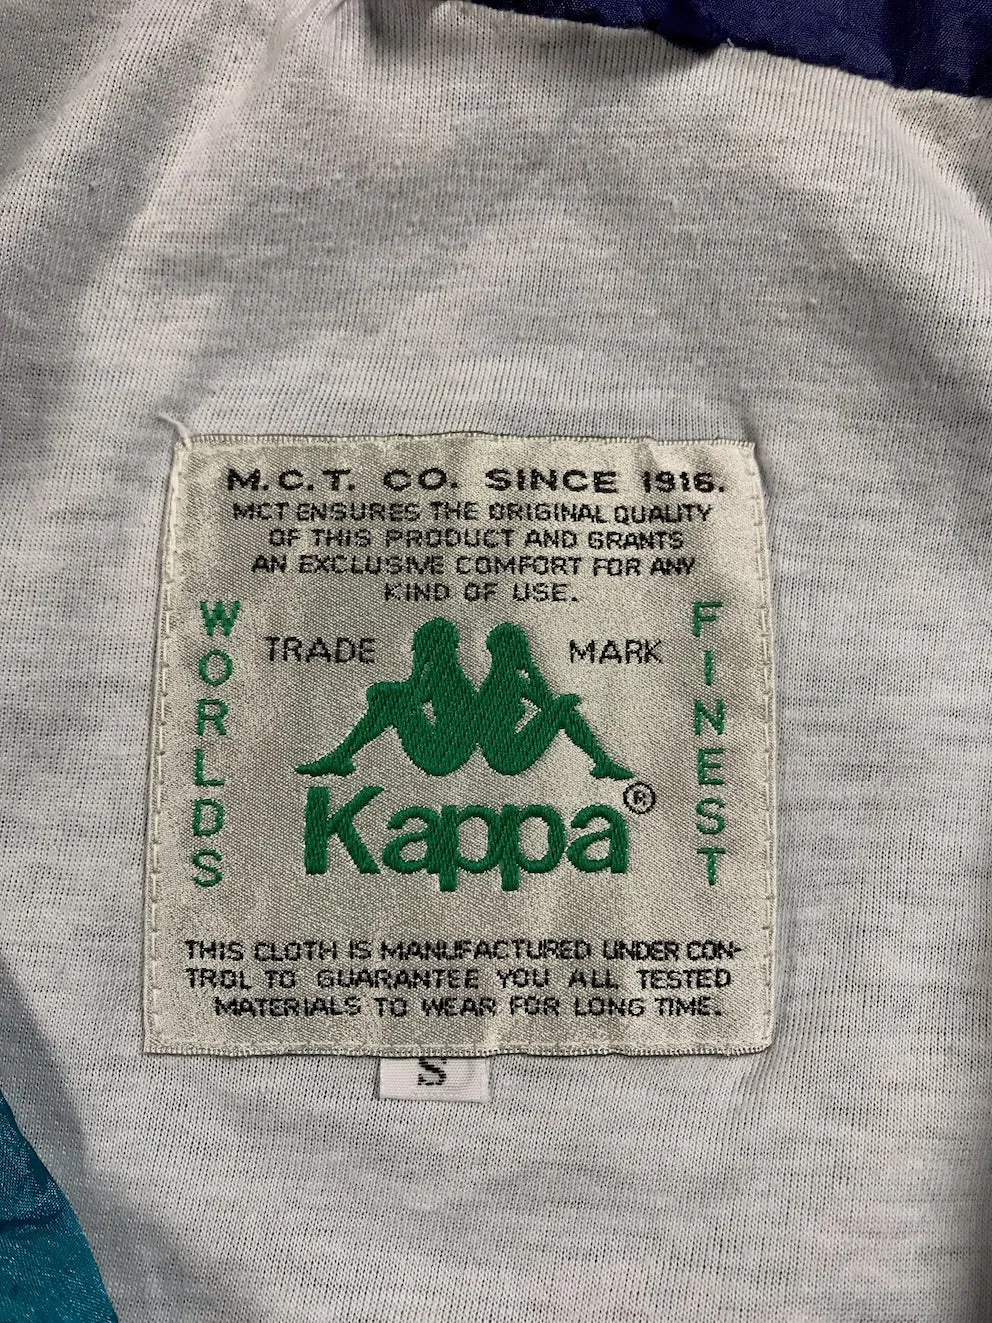 M.C.T. CO. SINCE 1916.
MCT ENSURES THE ORIGINAL QUALITY
OF THIS PRODUCT AND GRANTS
AN EXCLUSIVE COMFORT FOR ANY
KIND OF USE.
WORLDS
TRADE MARK
FINEST
Kappa®
THIS CLOTH IS MANUFACTURED UNDER CON-
TROL TO GUARANTEE YOU ALL TESTED
MATERIALS TO WEAR FOR LONG TIME.
S